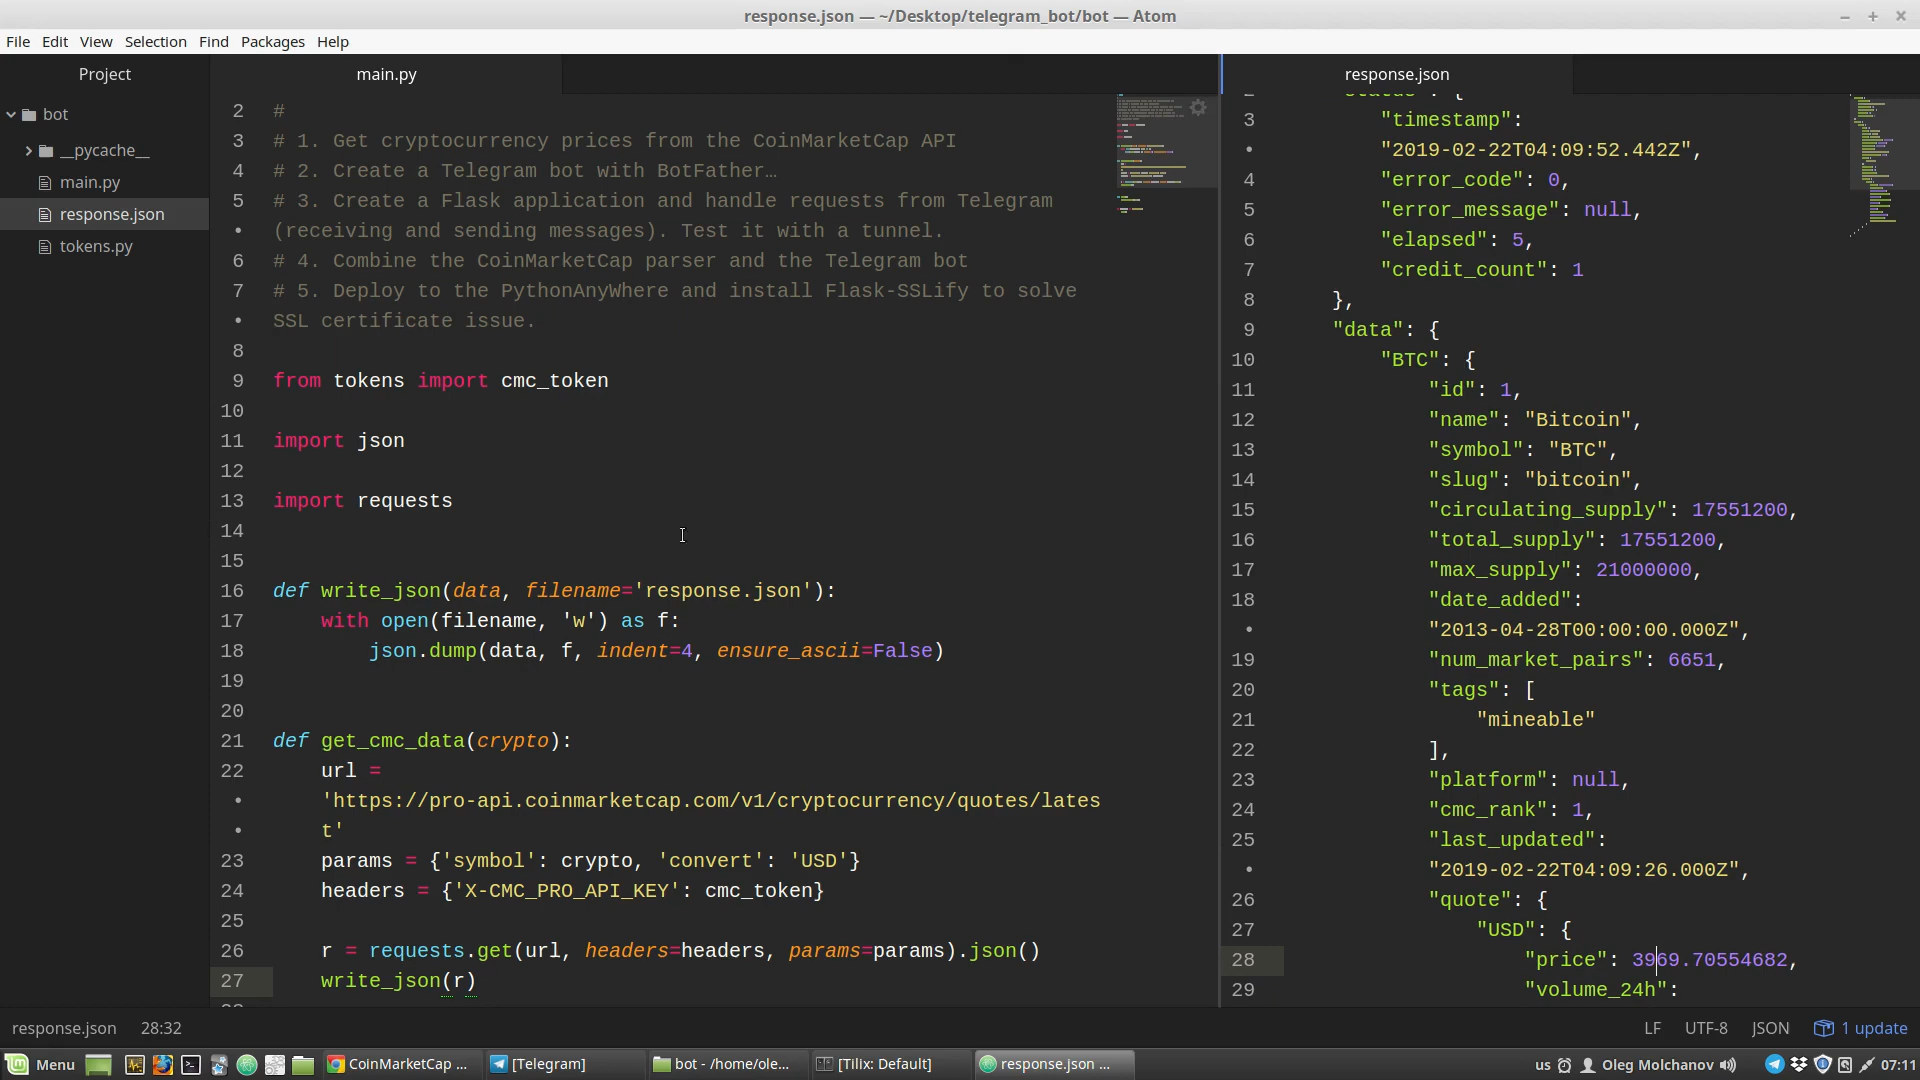 response.json — ~/Desktop/telegram_bot/bot — Atom
File Edit View Selection Find Packages Help
Project
bot
__pycache__
main.py
response.json
tokens.py
main.py
2 #
3 # 1. Get cryptocurrency prices from the CoinMarketCap API
4 # 2. Create a Telegram bot with BotFather…
5 # 3. Create a Flask application and handle requests from Telegram
• (receiving and sending messages). Test it with a tunnel.
6 # 4. Combine the CoinMarketCap parser and the Telegram bot
7 # 5. Deploy to the PythonAnyWhere and install Flask-SSLify to solve
• SSL certificate issue.
8
9 from tokens import cmc_token
10
11 import json
12
13 import requests
14
15
16 def write_json(data, filename='response.json'):
17     with open(filename, 'w') as f:
18         json.dump(data, f, indent=4, ensure_ascii=False)
19
20
21 def get_cmc_data(crypto):
22     url =
•     'https://pro-api.coinmarketcap.com/v1/cryptocurrency/quotes/lates
•     t'
23     params = {'symbol': crypto, 'convert': 'USD'}
24     headers = {'X-CMC_PRO_API_KEY': cmc_token}
25
26     r = requests.get(url, headers=headers, params=params).json()
27     write_json(r)
response.json
3 "timestamp":
• "2019-02-22T04:09:52.442Z",
4 "error_code": 0,
5 "error_message": null,
6 "elapsed": 5,
7 "credit_count": 1
8 },
9 "data": {
10 "BTC": {
11 "id": 1,
12 "name": "Bitcoin",
13 "symbol": "BTC",
14 "slug": "bitcoin",
15 "circulating_supply": 17551200,
16 "total_supply": 17551200,
17 "max_supply": 21000000,
18 "date_added":
• "2013-04-28T00:00:00.000Z",
19 "num_market_pairs": 6651,
20 "tags": [
21 "mineable"
22 ],
23 "platform": null,
24 "cmc_rank": 1,
25 "last_updated":
• "2019-02-22T04:09:26.000Z",
26 "quote": {
27 "USD": {
28 "price": 3969.70554682,
29 "volume_24h":
response.json 28:32 LF UTF-8 JSON 1 update
Menu CoinMarketCap ... [Telegram] bot - /home/ole... [Tilix: Default] response.json ... us Oleg Molchanov 07:11